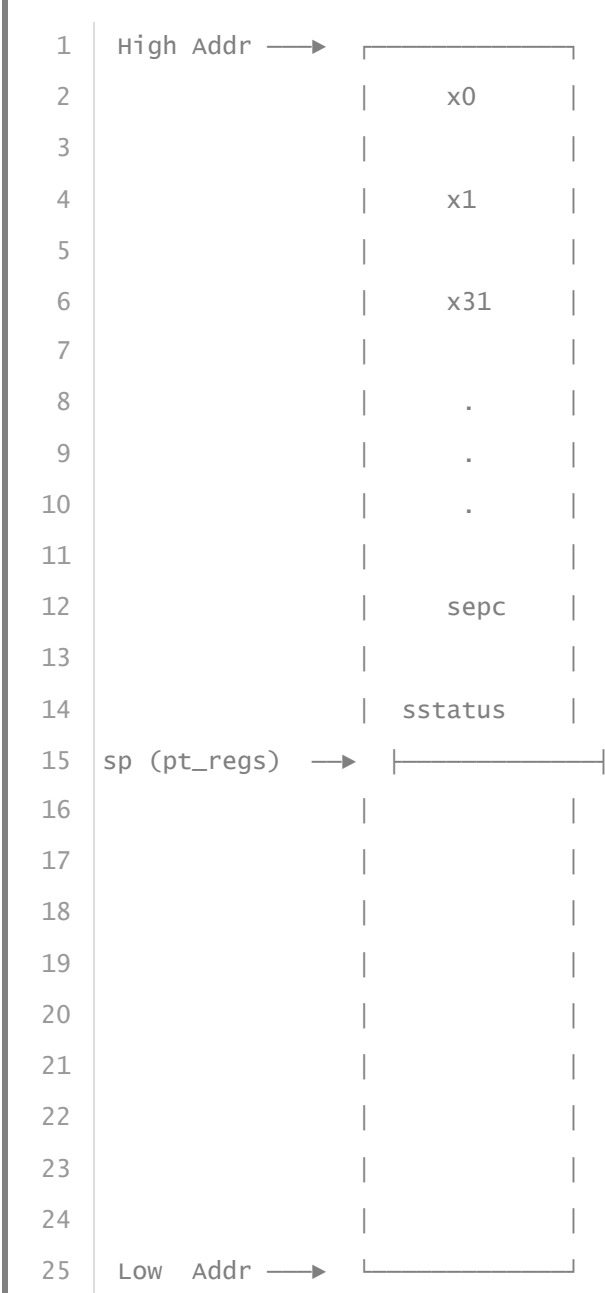 1 High Addr ───► ┌─────────────┐
2 │ x0 │
3 │ │
4 │ x1 │
5 │ │
6 │ x31 │
7 │ │
8 │ . │
9 │ . │
10 │ . │
11 │ │
12 │ sepc │
13 │ │
14 │ sstatus │
15 sp (pt_regs) ──► ├─────────────┤
16 │ │
17 │ │
18 │ │
19 │ │
20 │ │
21 │ │
22 │ │
23 │ │
24 │ │
25 Low Addr ───► └─────────────┘